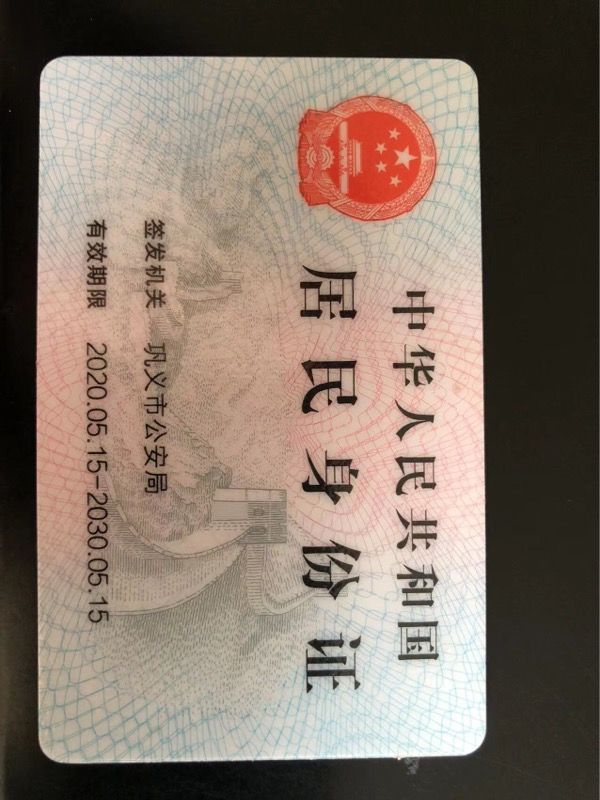 中华人民共和国
居民身份证
签发机关 巩义市公安局
有效期限 2020.05.15-2030.05.15